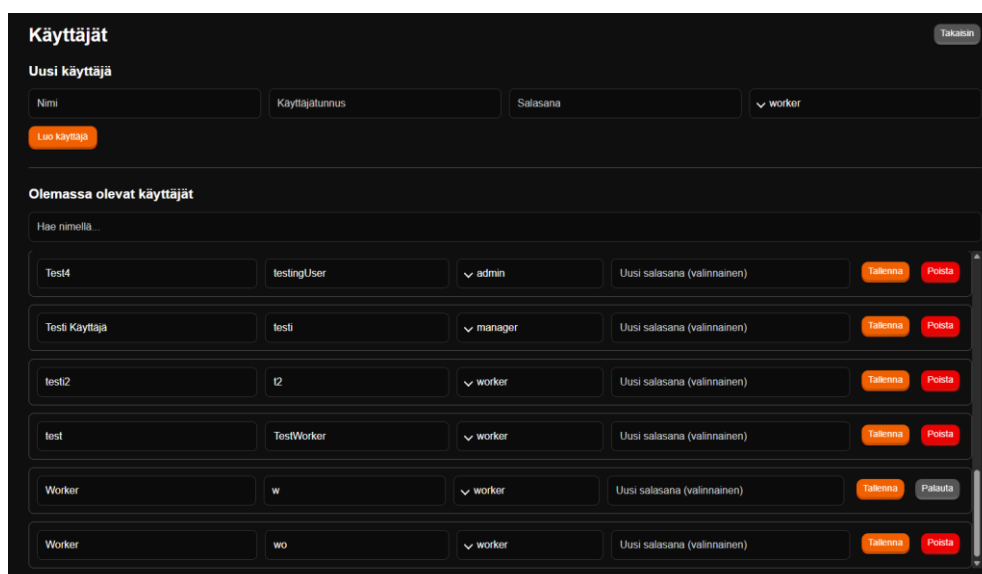 Käyttäjät Takaisin
Uusi käyttäjä
Nimi Käyttäjätunnus Salasana worker
Luo käyttäjä
Olemassa olevat käyttäjät
Hae nimellä...
Test4 testingUser admin Uusi salasana (valinnainen) Tallenna Poista
Testi Käyttäjä testi manager Uusi salasana (valinnainen) Tallenna Poista
testi2 t2 worker Uusi salasana (valinnainen) Tallenna Poista
test TestWorker worker Uusi salasana (valinnainen) Tallenna Poista
Worker w worker Uusi salasana (valinnainen) Tallenna Palauta
Worker wo worker Uusi salasana (valinnainen) Tallenna Poista